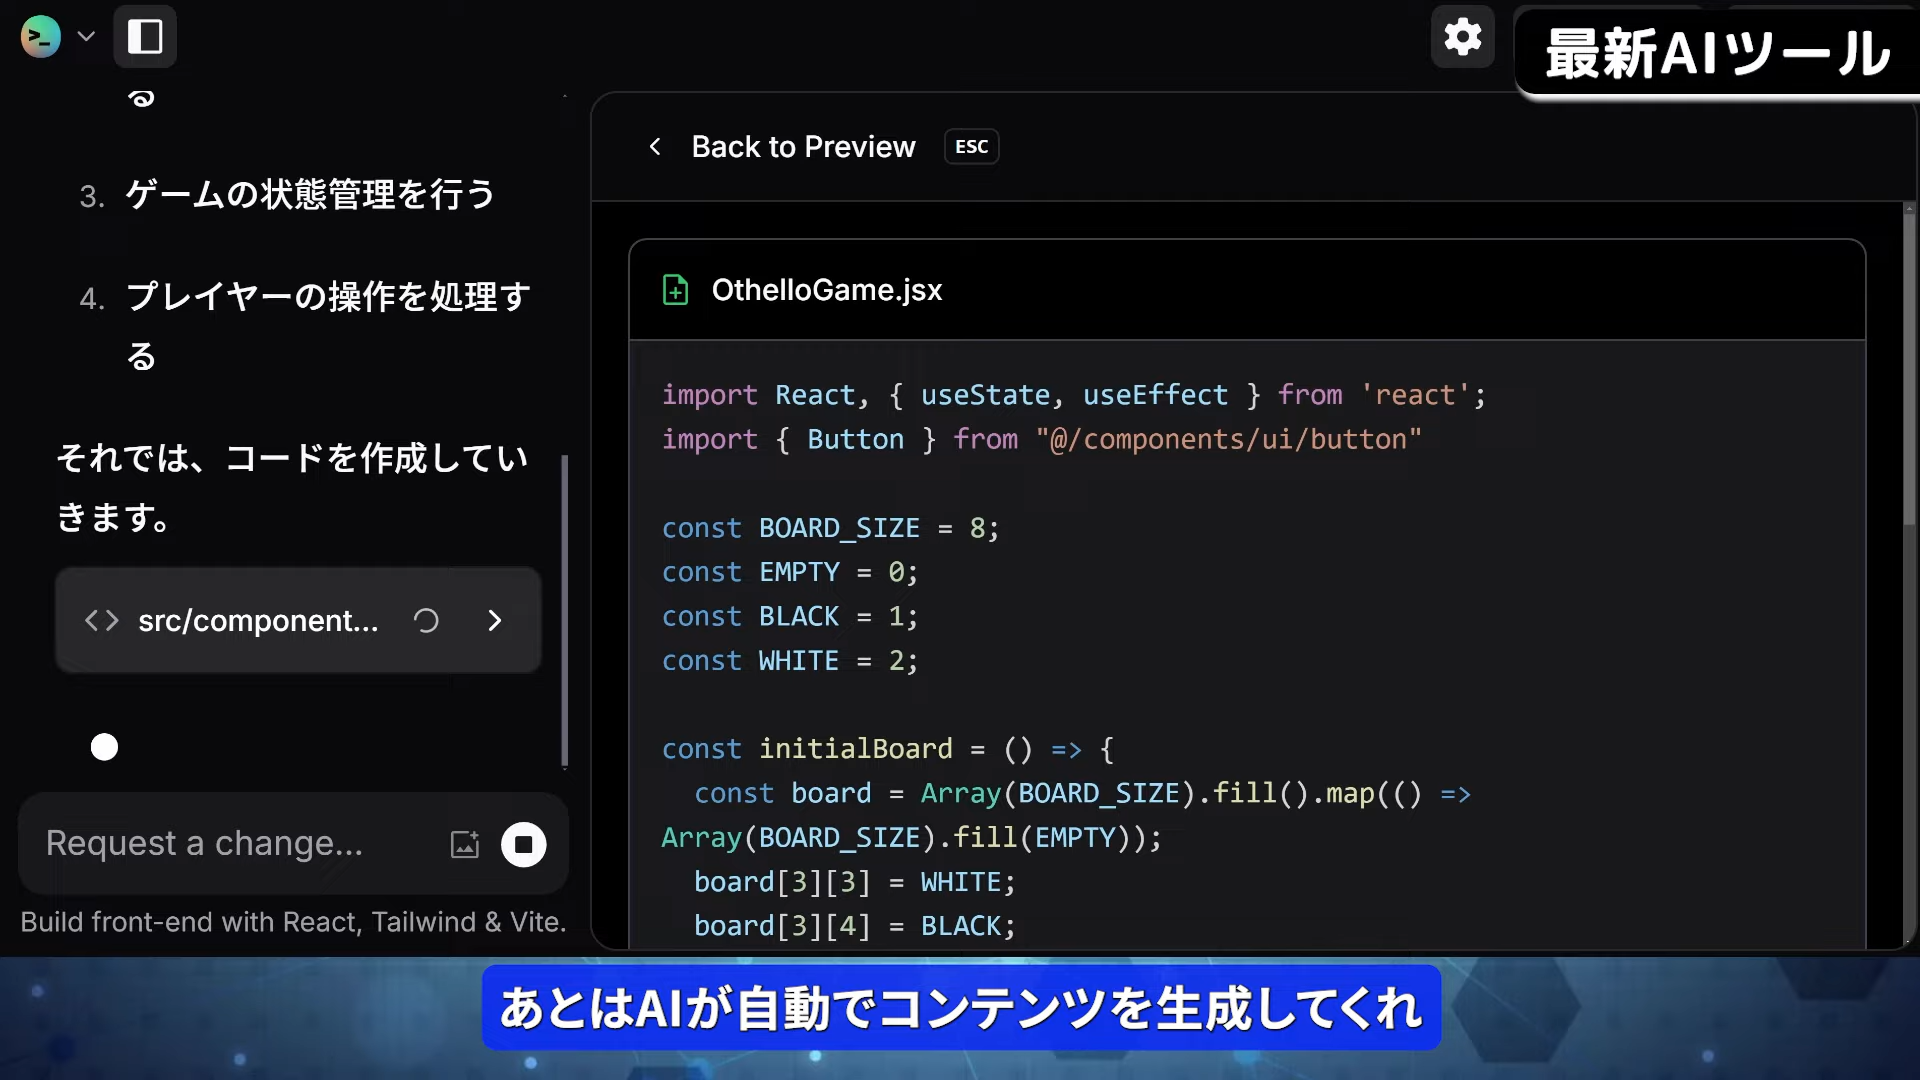 最新AIツール
る
3. ゲームの状態管理を行う
4. プレイヤーの操作を処理す
る
それでは、コードを作成してい
きます。
<> src/component...
Request a change...
Build front-end with React, Tailwind & Vite.
Back to Preview ESC
OthelloGame.jsx
import React, { useState, useEffect } from 'react';
import { Button } from "@/components/ui/button"
const BOARD_SIZE = 8;
const EMPTY = 0;
const BLACK = 1;
const WHITE = 2;
const initialBoard = () => {
const board = Array(BOARD_SIZE).fill().map(() =>
Array(BOARD_SIZE).fill(EMPTY));
board[3][3] = WHITE;
board[3][4] = BLACK;
あとはAIが自動でコンテンツを生成してくれ